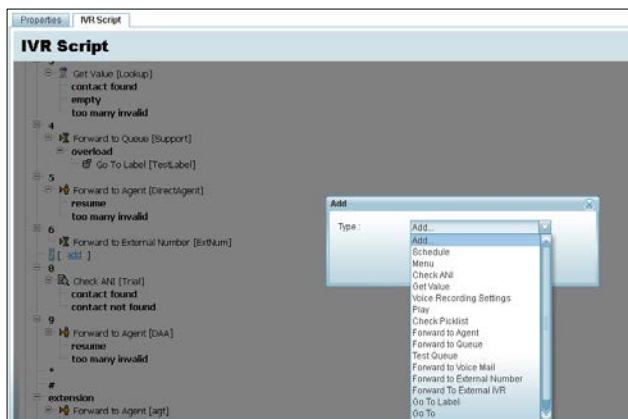 Properties
IVR Script
IVR Script
Get Value [Lookup]
contact found
empty
too many invalid
4
Forward to Queue [Support]
overload
Go To Label [TestLabel]
5
Forward to Agent [DirectAgent]
resume
too many invalid
6
Forward to External Number [ExtNum]
[ add ]
8
Check ANI [Trial]
contact found
contact not found
9
Forward to Agent [DAA]
resume
too many invalid
*
#
extension
Forward to Agent [agt]
Add
Type :
Add...
Add...
Schedule
Menu
Check ANI
Get Value
Voice Recording Settings
Play
Check Picklist
Forward to Agent
Forward to Queue
Test Queue
Forward to Voice Mail
Forward to External Number
Forward To External IVR
Go To Label
Go To